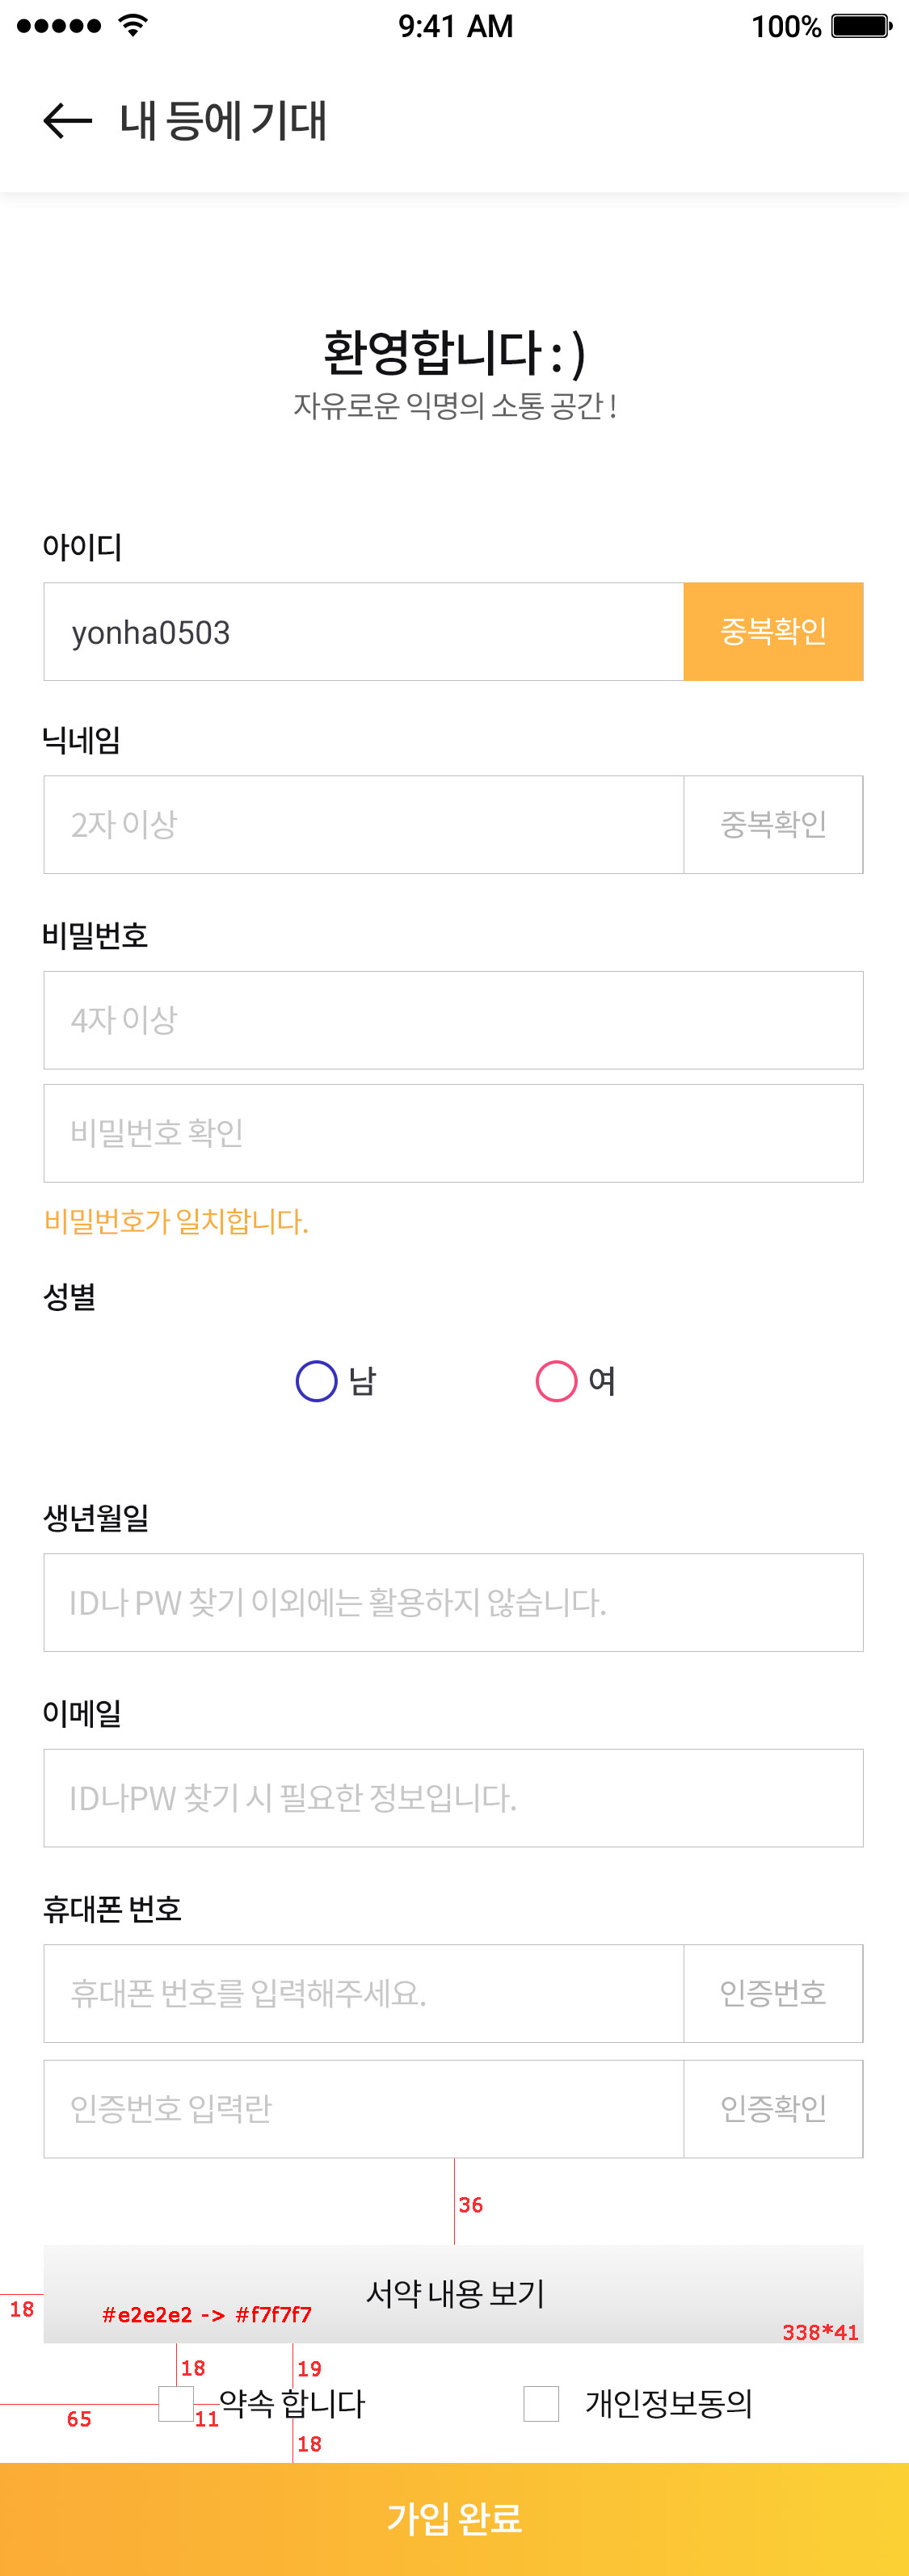 9:41 AM 100%
내 등에 기대
환영합니다 : )
자유로운 익명의 소통 공간 !
아이디
yonha0503 중복확인
닉네임
2자 이상 중복확인
비밀번호
4자 이상
비밀번호 확인
비밀번호가 일치합니다.
성별
남 여
생년월일
ID나 PW 찾기 이외에는 활용하지 않습니다.
이메일
ID나PW 찾기 시 필요한 정보입니다.
휴대폰 번호
휴대폰 번호를 입력해주세요. 인증번호
인증번호 입력란 인증확인
36
서약 내용 보기
18 #e2e2e2 -> #f7f7f7
338*41
18 19
약속 합니다 개인정보동의
65 11
18
가입 완료